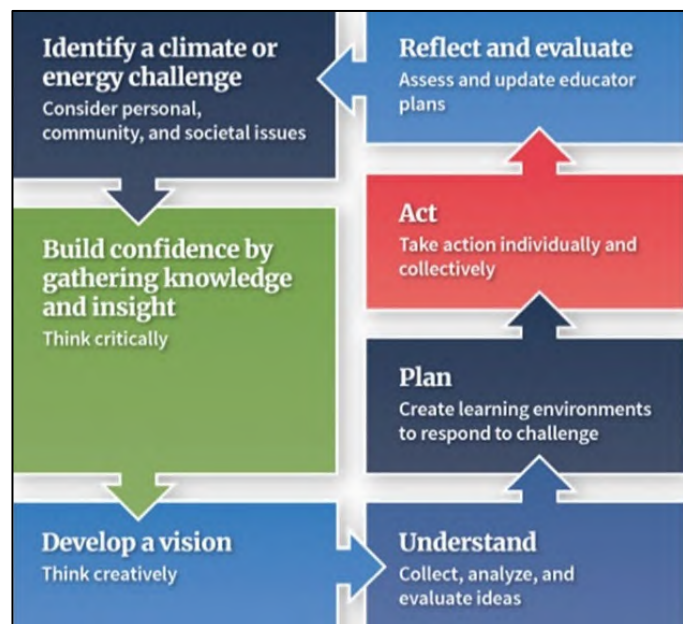 Identify a climate or
energy challenge
Consider personal,
community, and societal issues
Build confidence by
gathering knowledge
and insight
Think critically
Develop a vision
Think creatively
Understand
Collect, analyze, and
evaluate ideas
Plan
Create learning environments
to respond to challenge
Act
Take action individually and
collectively
Reflect and evaluate
Assess and update educator
plans